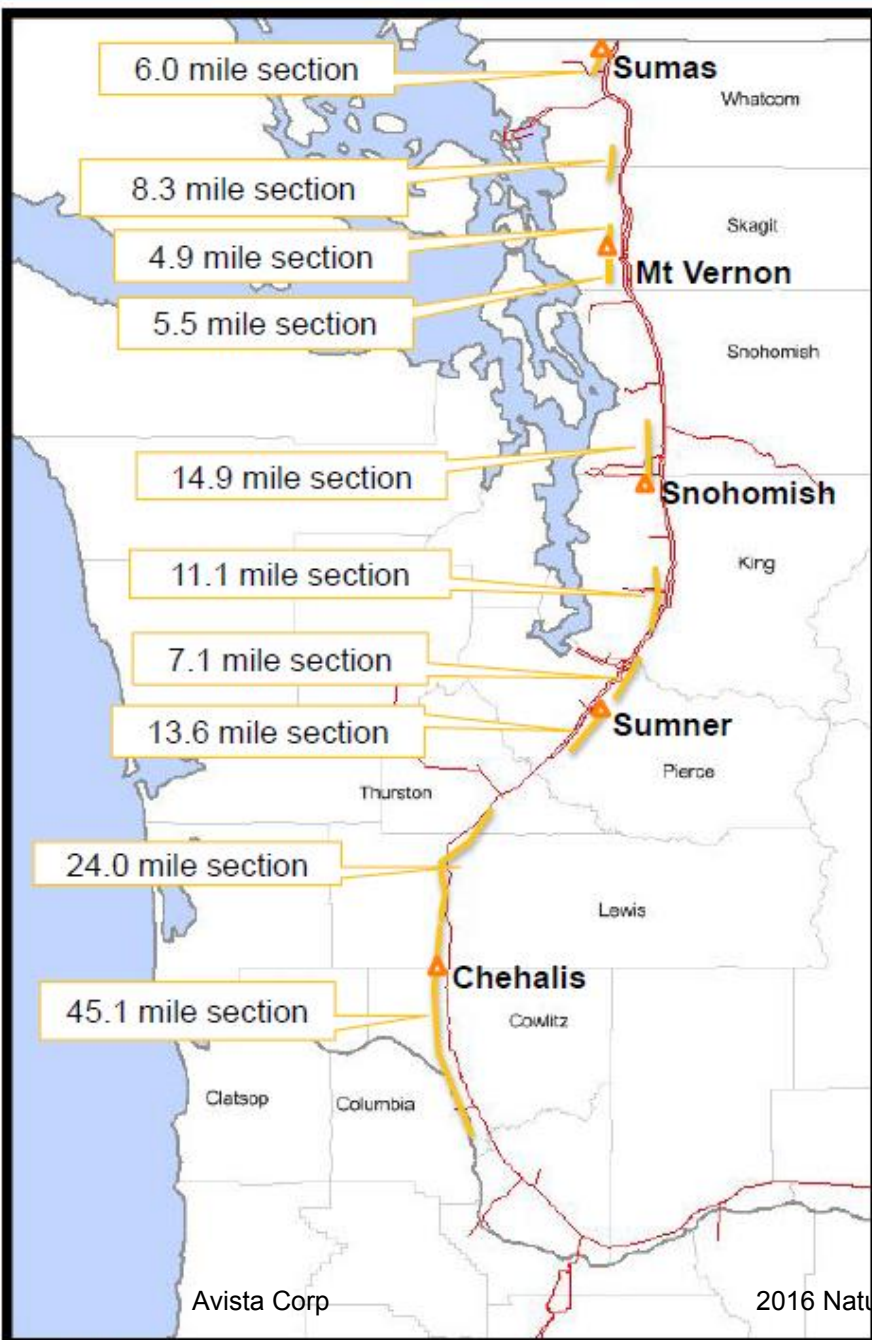 6.0 mile section
Sumas
Whatcom
8.3 mile section
Skagit
4.9 mile section
Mt Vernon
5.5 mile section
Snohomish
14.9 mile section
Snohomish
King
11.1 mile section
7.1 mile section
Sumner
13.6 mile section
Pierce
Thurston
24.0 mile section
Lewis
Chehalis
45.1 mile section
Cowlitz
Clatsop
Columbia
Avista Corp
2016 Natu